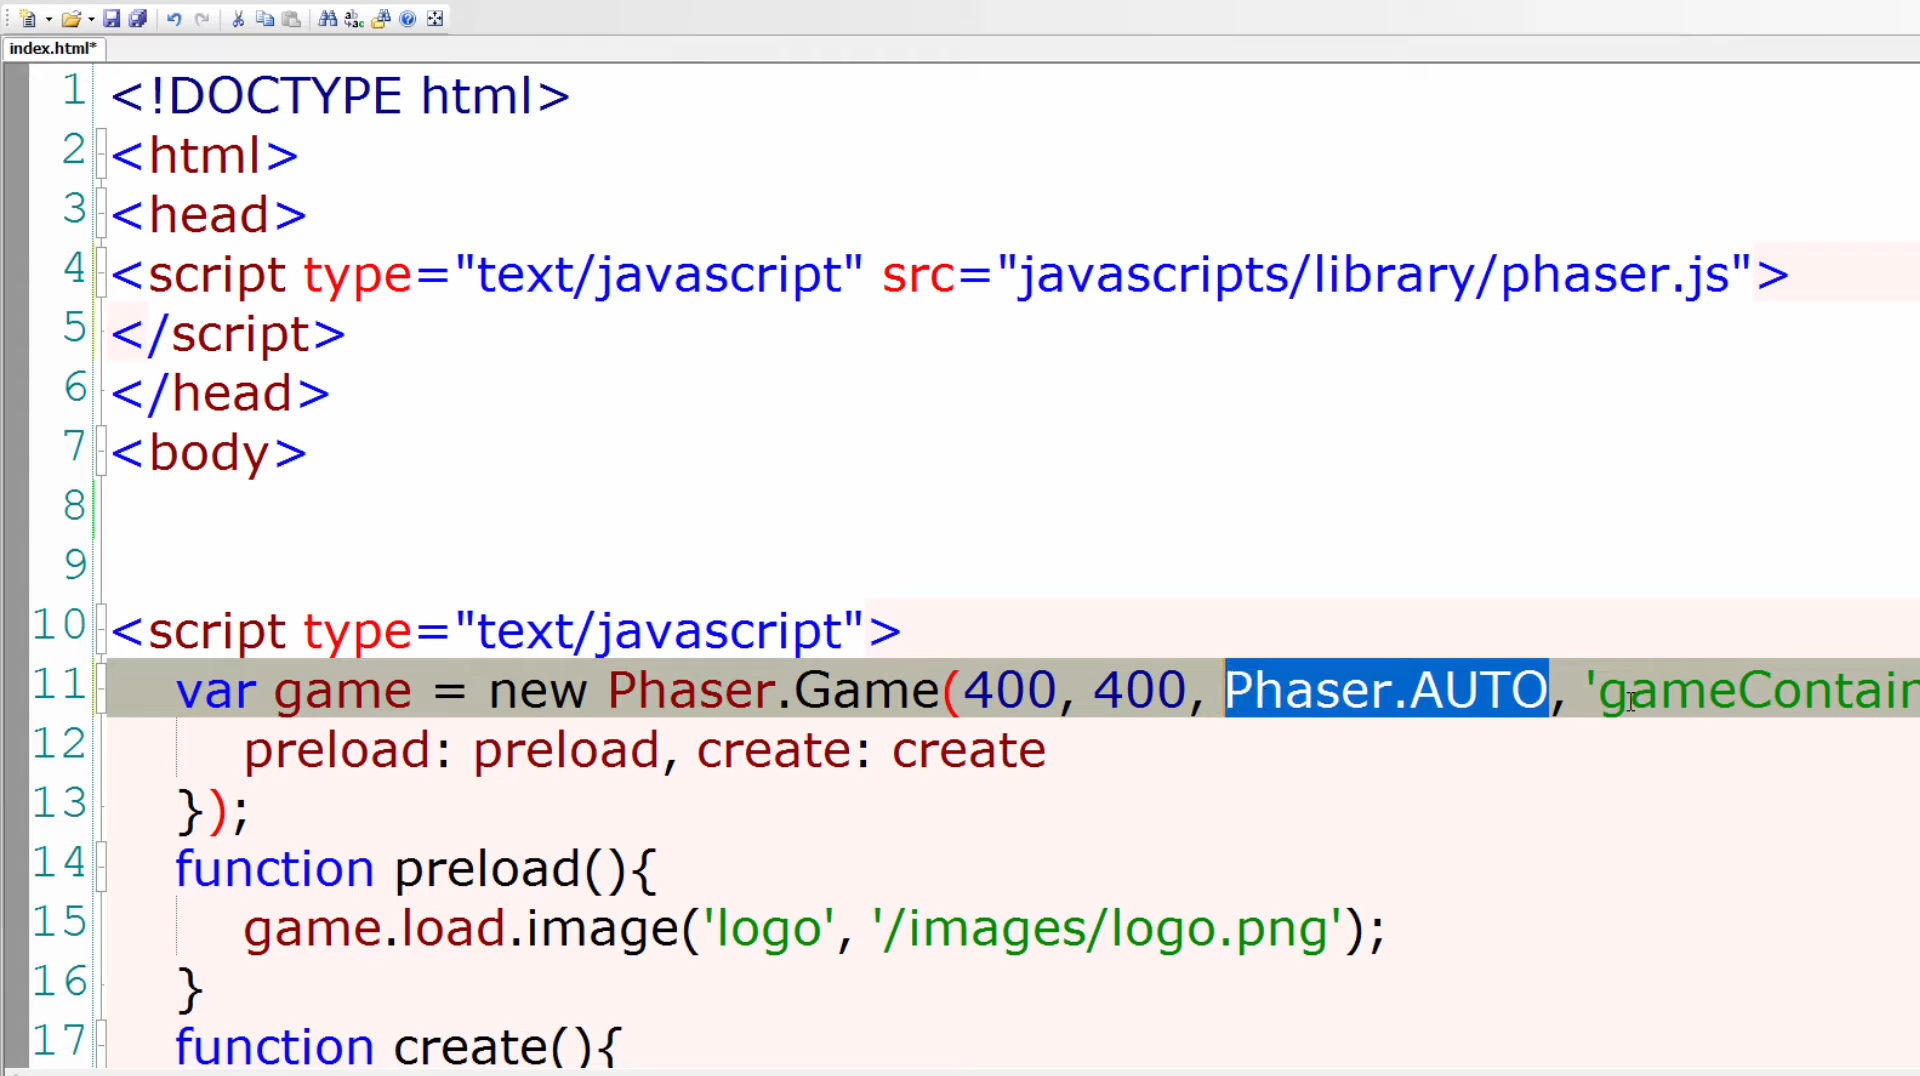 index.html*
1 <!DOCTYPE html>
2 <html>
3 <head>
4 <script type="text/javascript" src="javascripts/library/phaser.js">
5 </script>
6 </head>
7 <body>
8
9
10 <script type="text/javascript">
11 var game = new Phaser.Game(400, 400, Phaser.AUTO, 'gameContain
12 preload: preload, create: create
13 });
14 function preload(){
15 game.load.image('logo', '/images/logo.png');
16 }
17 function create(){